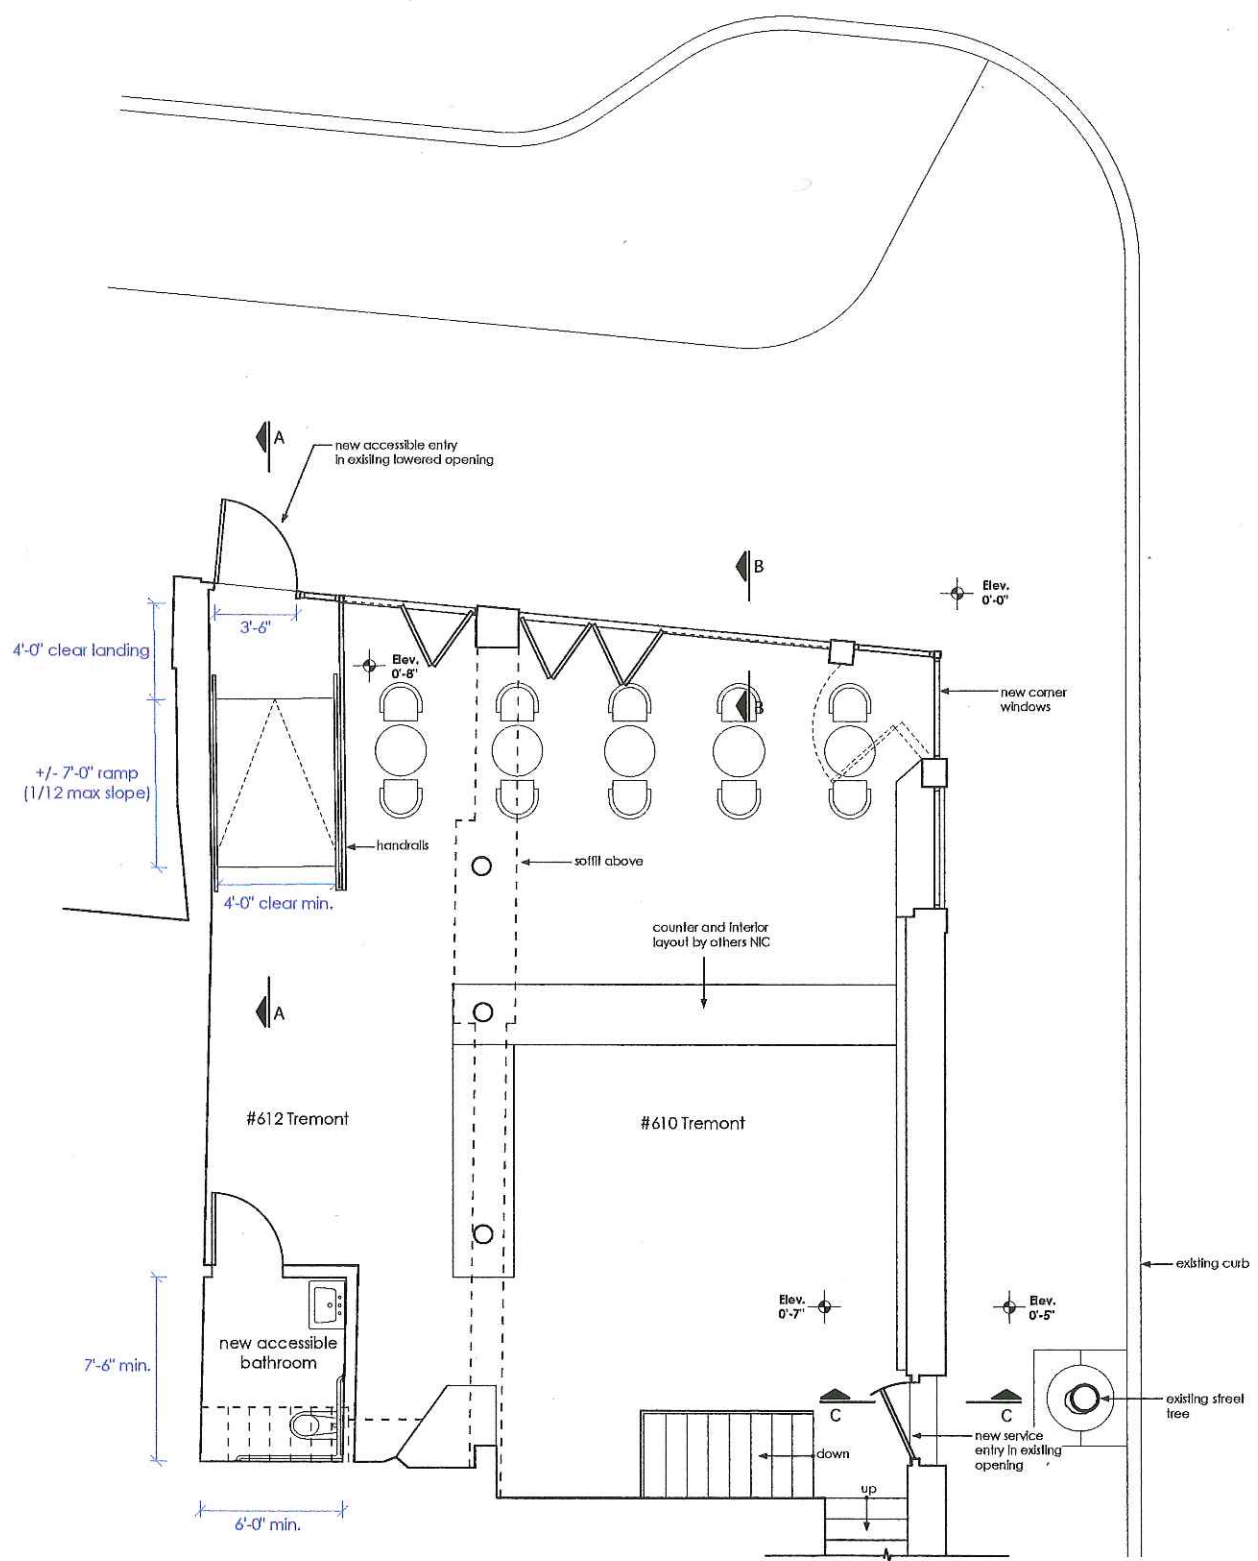 A
new accessible entry
in existing lowered opening
B
Elev.
0'-0"
3'-6"
4'-0" clear landing
Elev.
0'-8"
new corner
windows
B
+/- 7'-0" ramp
(1/12 max slope)
handrails
soffit above
4'-0" clear min.
counter and interior
layout by others NIC
A
#612 Tremont
#610 Tremont
existing curb
Elev.
0'-7"
Elev.
0'-5"
new accessible
bathroom
7'-6" min.
C
C
existing street
tree
new service
entry in existing
opening
down
up
6'-0" min.